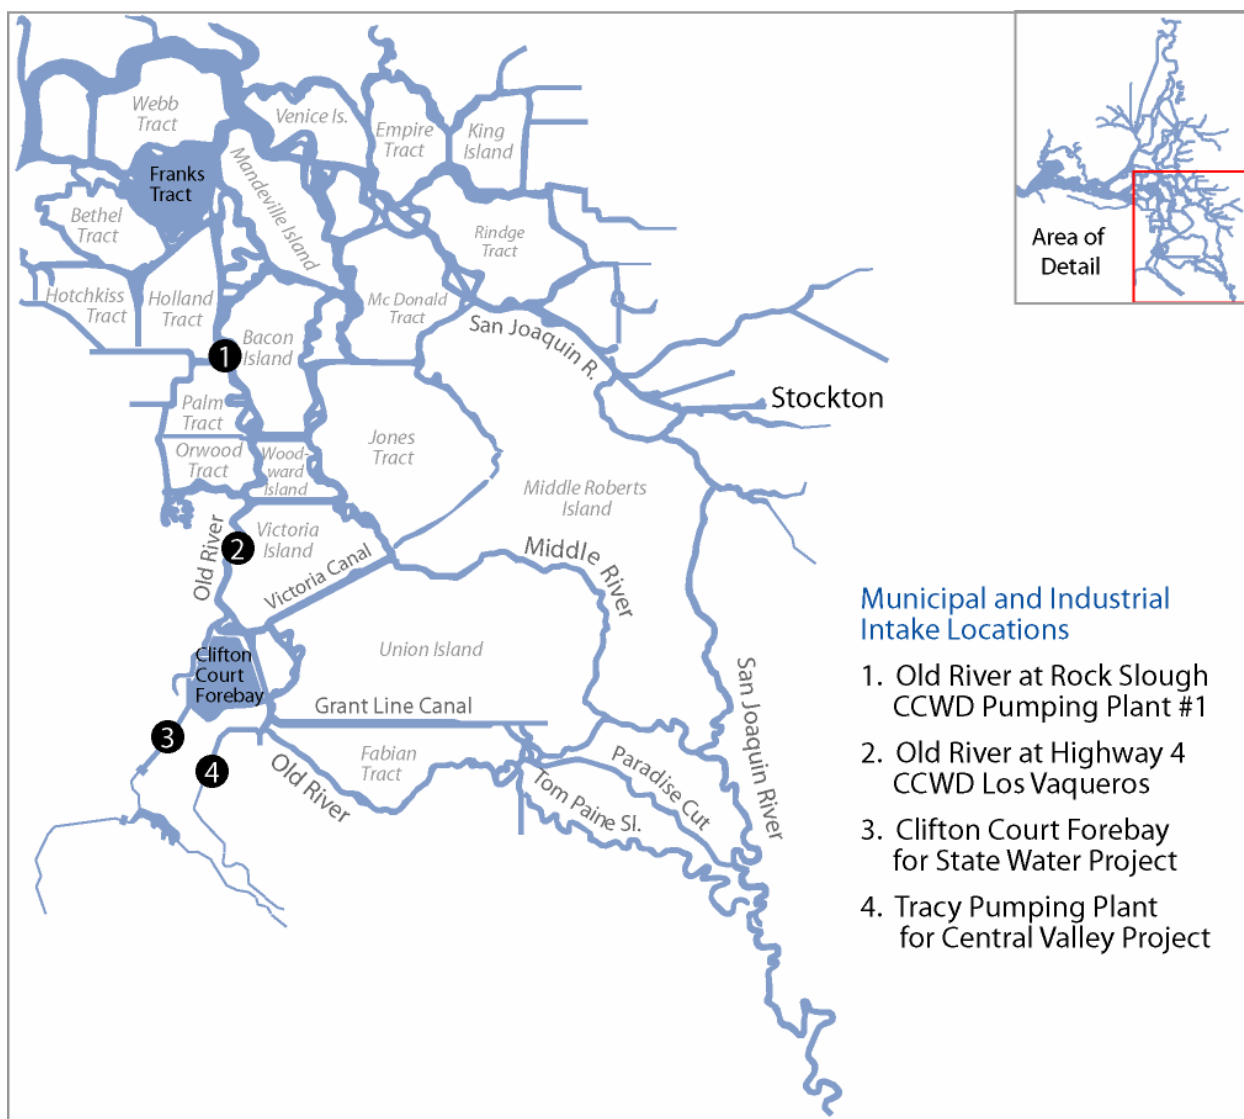 Webb
Tract
Venice Is.
Empire
Tract
King
Island
Franks
Tract
Mandeville Island
Bethel
Tract
Rindge
Tract
Area of
Detail
Hotchkiss
Tract
Holland
Tract
Mc Donald
Tract
Bacon
Island
San Joaquin R.
1
Stockton
Palm
Tract
Jones
Tract
Orwood
Tract
Wood-
ward
Island
Middle Roberts
Island
Old River
2
Victoria
Island
Victoria Canal
Middle River
Municipal and Industrial
Intake Locations
1. Old River at Rock Slough
CCWD Pumping Plant #1
2. Old River at Highway 4
CCWD Los Vaqueros
3. Clifton Court Forebay
for State Water Project
4. Tracy Pumping Plant
for Central Valley Project
Union Island
Clifton
Court
Forebay
Grant Line Canal
San Joaquin River
3
4
Old River
Fabian
Tract
Paradise Cut
Tom Paine Sl.